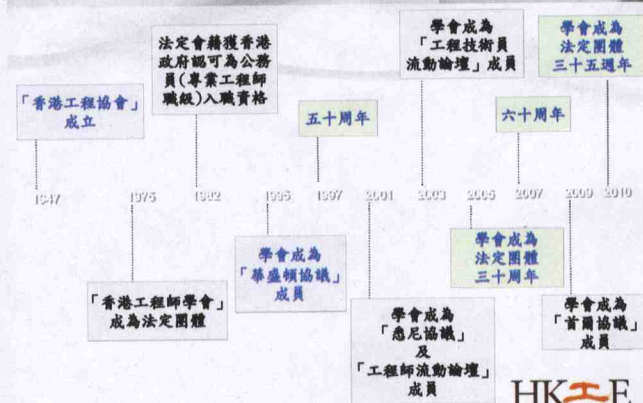 「香港工程協會」
成立
法定會藉獲香港
政府認可為公務
員(專業工程師
職級)入職資格
五十周年
學會成為
「工程技術員
流動論壇」成員
六十周年
學會成為
法定團體
三十五週年
1947
1975
1982
1995
1997
2001
2003
2005
2007
2009
2010
「香港工程師學會」
成為法定團體
學會成為
「華盛頓協議」
成員
學會成為
「悉尼協議」
及
「工程師流動論壇」
成員
學會成為
法定團體
三十周年
學會成為
「首爾協議」
成員
HK工E